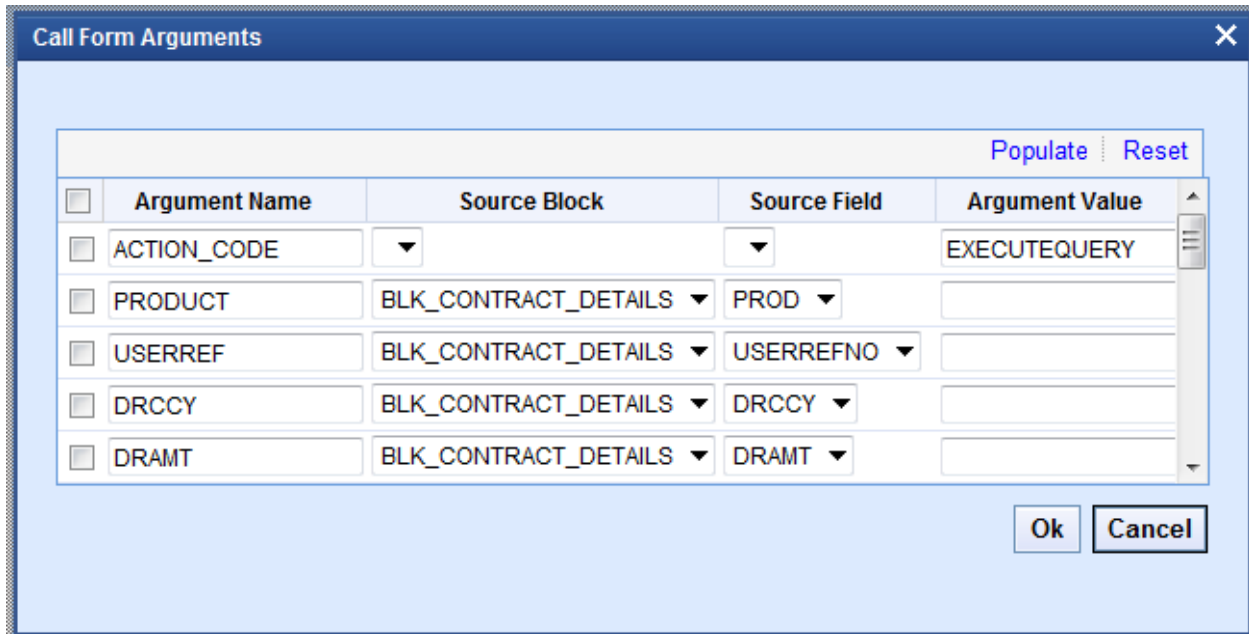 Call Form Arguments
Populate Reset
Argument Name Source Block Source Field Argument Value
ACTION_CODE EXECUTEQUERY
PRODUCT BLK_CONTRACT_DETAILS PROD
USERREF BLK_CONTRACT_DETAILS USERREFNO
DRCCY BLK_CONTRACT_DETAILS DRCCY
DRAMT BLK_CONTRACT_DETAILS DRAMT
Ok Cancel